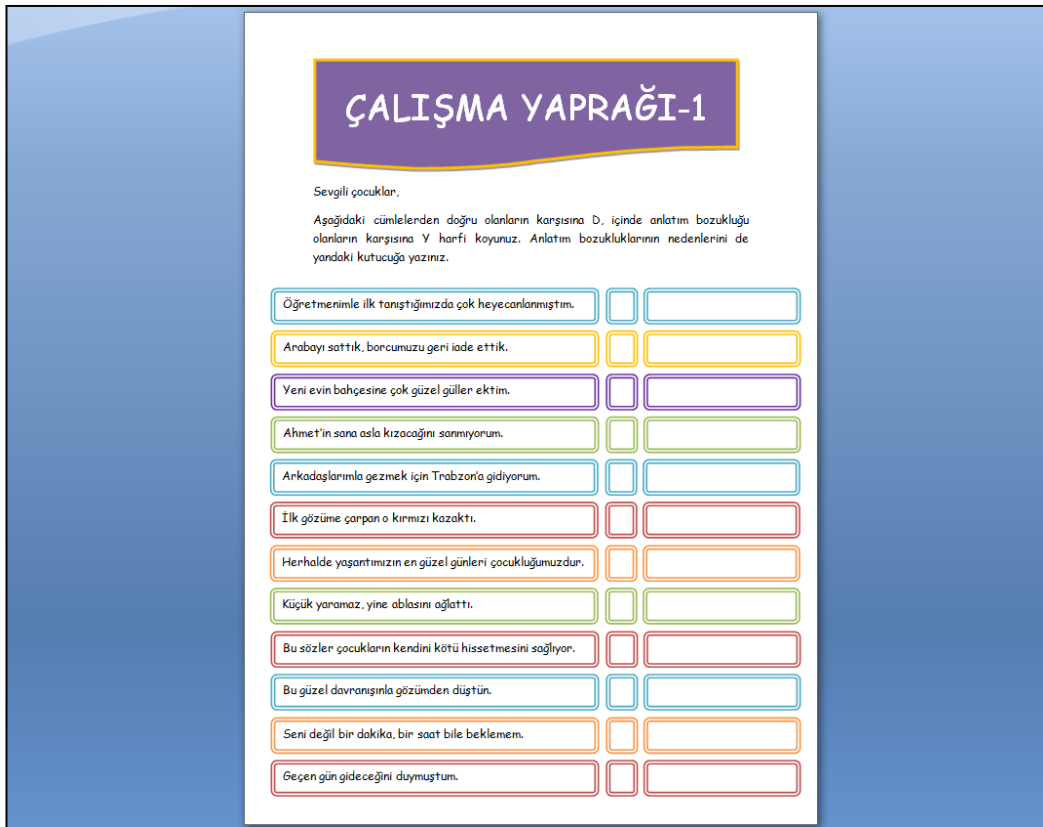 ÇALIŞMA YAPRAĞI-1
Sevgili çocuklar,
Aşağıdaki cümlelerden doğru olanların karşısına D, içinde anlatım bozukluğu
olanların karşısına Y harfi koyunuz. Anlatım bozukluklarının nedenlerini de
yandaki kutucuğa yazınız.
Öğretmenimle ilk tanıştığımızda çok heyecanlanmıştım.
Arabayı sattık, borcumuzu geri iade ettik.
Yeni evin bahçesine çok güzel güller ektim.
Ahmet'in sana asla kızacağını sanmıyorum.
Arkadaşlarımla gezmek için Trabzon'a gidiyorum.
İlk gözüme çarpan o kırmızı kazaktı.
Herhalde yaşantımızın en güzel günleri çocukluğumuzdur.
Küçük yaramaz, yine ablasını ağlattı.
Bu sözler çocukların kendini kötü hissetmesini sağlıyor.
Bu güzel davranışınla gözümden düştün.
Seni değil bir dakika, bir saat bile beklemem.
Geçen gün gideceğini duymuştum.